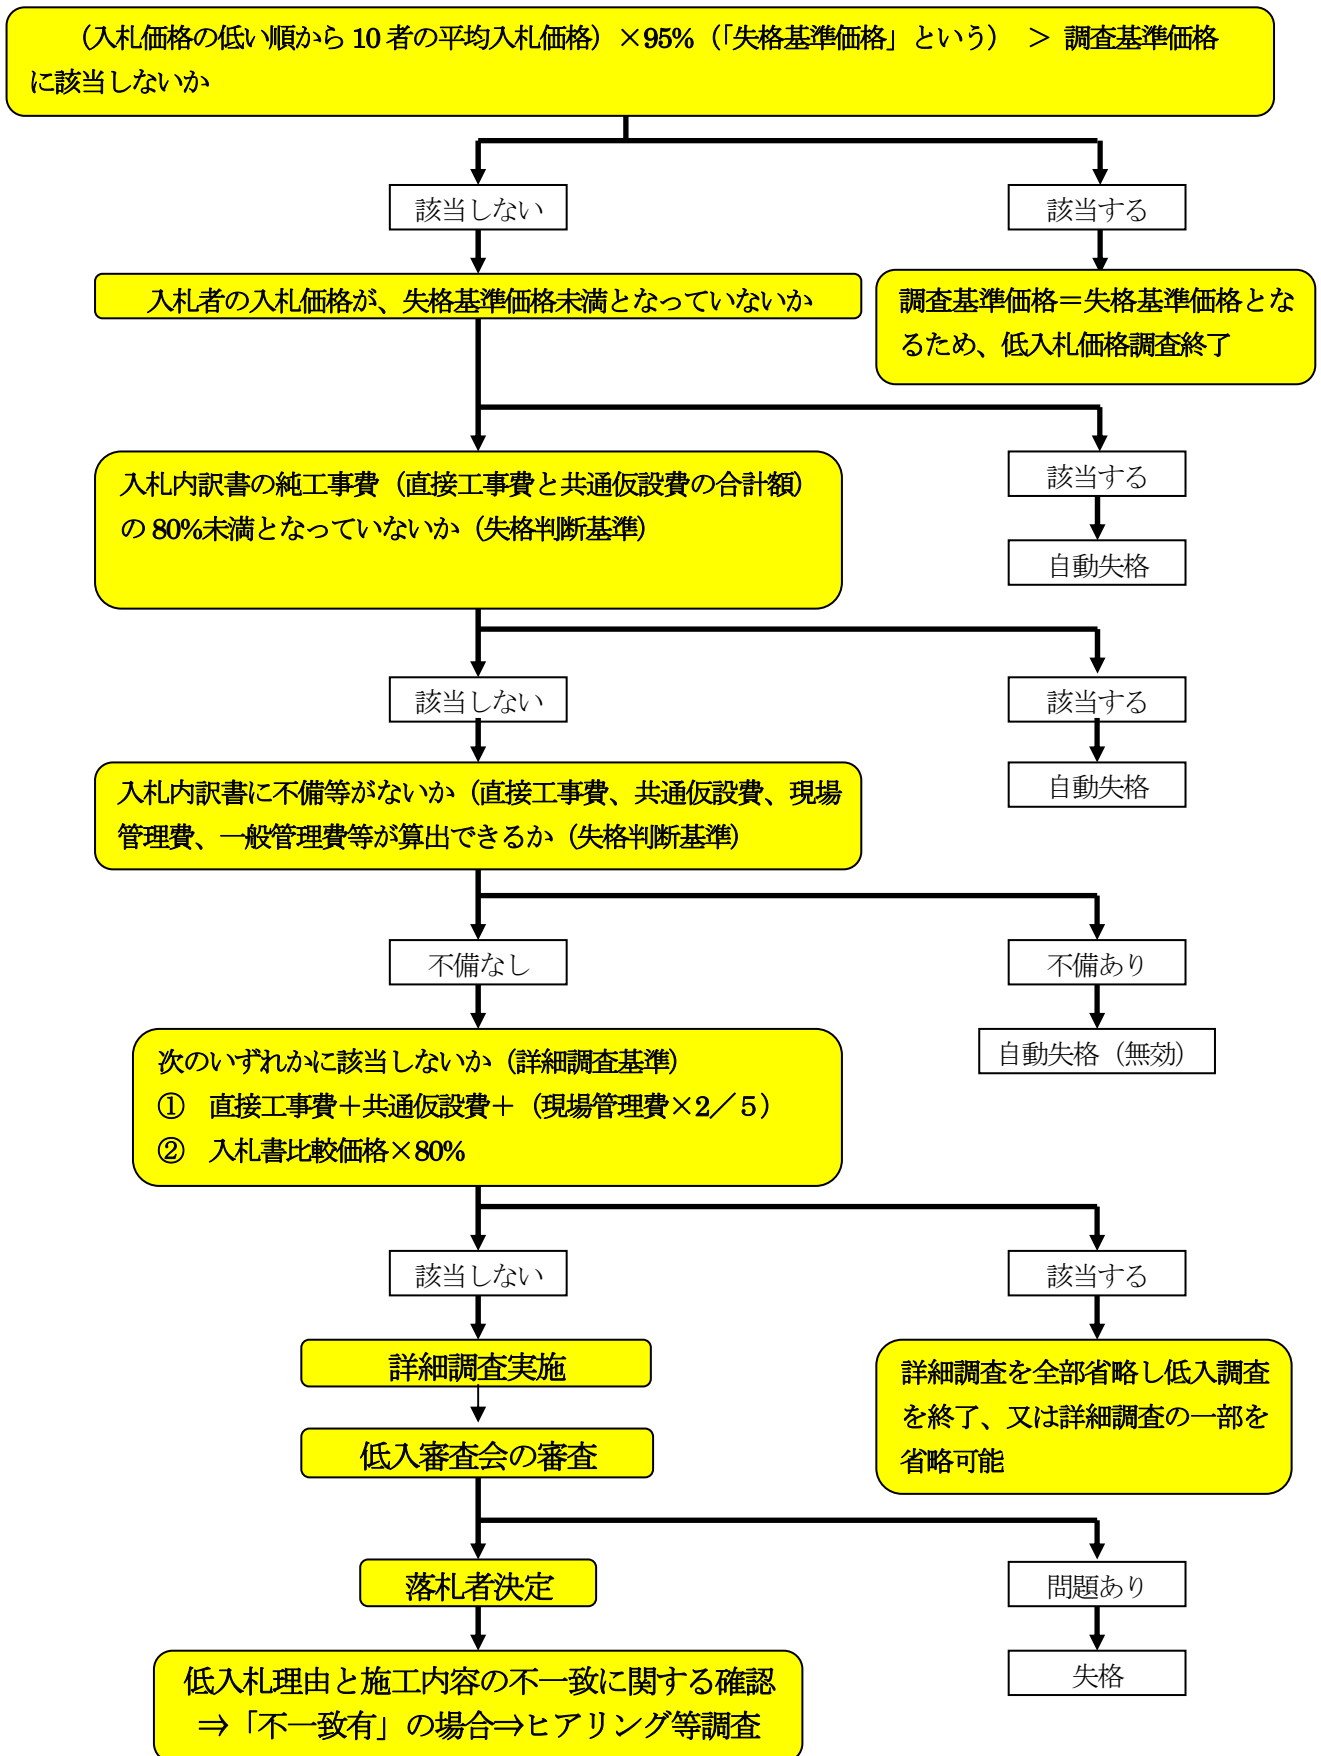 （入札価格の低い順から 10 者の平均入札価格）×95%（「失格基準価格」という） ＞ 調査基準価格
に該当しないか
該当しない
該当する
入札者の入札価格が、失格基準価格未満となっていないか
調査基準価格＝失格基準価格とな
るため、低入札価格調査終了
入札内訳書の純工事費（直接工事費と共通仮設費の合計額）
の 80%未満となっていないか（失格判断基準）
該当する
自動失格
該当しない
該当する
入札内訳書に不備等がないか（直接工事費、共通仮設費、現場
管理費、一般管理費等が算出できるか（失格判断基準）
自動失格
不備なし
不備あり
次のいずれかに該当しないか（詳細調査基準）
① 直接工事費＋共通仮設費＋（現場管理費×2／５）
② 入札書比較価格×80%
自動失格（無効）
該当しない
該当する
詳細調査実施
詳細調査を全部省略し低入調査
を終了、又は詳細調査の一部を
省略可能
低入審査会の審査
落札者決定
問題あり
低入札理由と施工内容の不一致に関する確認
⇒「不一致有」の場合⇒ヒアリング等調査
失格